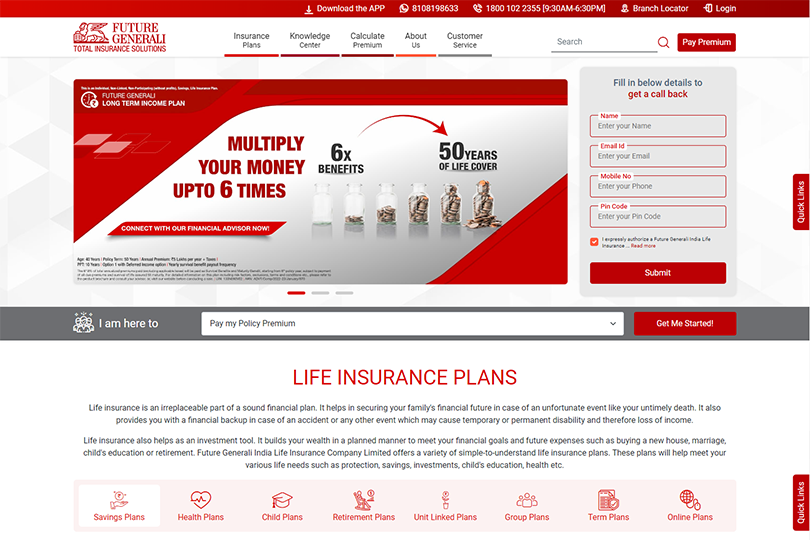 Download the APP
8108198633
1800 102 2355 [9:30AM-6:30PM]
Branch Locator
Login
FUTURE
GENERALI
TOTAL INSURANCE SOLUTIONS
Insurance
Plans
Knowledge
Center
Calculate
Premium
About
Us
Customer
Service
Search
Pay Premium
This is an Individual, Non-Linked, Non-Participating (without profits), Savings, Life Insurance Plan.
FUTURE GENERALI
LONG TERM INCOME PLAN
MULTIPLY
YOUR MONEY
UPTO 6 TIMES
6x
BENEFITS
50 YEARS
OF LIFE COVER
CONNECT WITH OUR FINANCIAL ADVISOR NOW!
Age: 40 Years / Policy Term: 50 Years / Annual Premium: ₹5 Lakhs per year + Taxes /
PPT: 10 Years / Option 1 with Deferred Income option / Yearly survival benefit payout frequency
Fill in below details to
get a call back
Name
Enter your Name
Email Id
Enter your Email
Mobile No
Enter your Phone
Pin Code
Enter your Pin Code
I expressly authorize a Future Generali India Life
Insurance ... Read more
Submit
Quick Links
I am here to
Pay my Policy Premium
Get Me Started!
LIFE INSURANCE PLANS
Life insurance is an irreplaceable part of a sound financial plan. It helps in securing your family's financial future in case of an unfortunate event like your untimely death. It also
provides you with a financial backup in case of an accident or any other event which may cause temporary or permanent disability and therefore loss of income.
Life insurance also helps as an investment tool. It builds your wealth in a planned manner to meet your financial goals and future expenses such as buying a new house, marriage,
child's education or retirement. Future Generali India Life Insurance Company Limited offers a variety of simple-to-understand life insurance plans. These plans will help meet your
various life needs such as protection, savings, investments, child's education, health etc.
Savings Plans
Health Plans
Child Plans
Retirement Plans
Unit Linked Plans
Group Plans
Term Plans
Online Plans
Quick Links